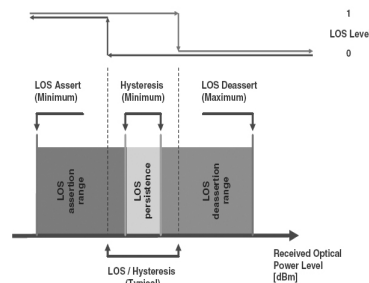 1
LOS Leve
0
LOS Assert
(Minimum)
Hysteresis
(Minimum)
LOS Deassert
(Maximum)
LOS
assertion
range
LOS
persistence
LOS
deassertion
range
Received Optical
Power Level
[dBm]
LOS / Hysteresis
(Typical)